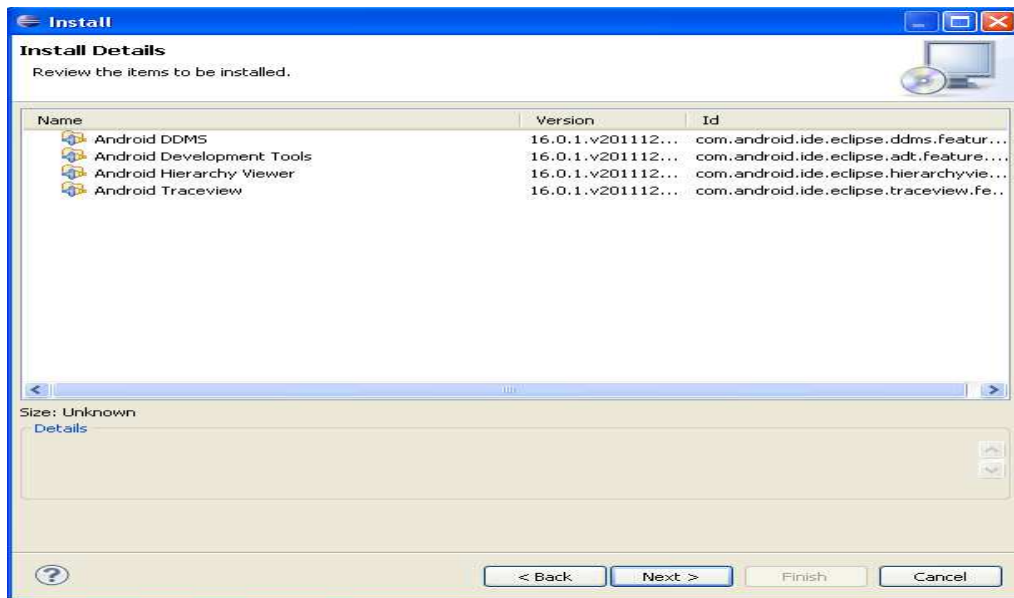 Install
Install Details
Review the items to be installed.
Name Version Id
Android DDMS 16.0.1.v201112... com.android.ide.eclipse.ddms.featur...
Android Development Tools 16.0.1.v201112... com.android.ide.eclipse.adt.feature....
Android Hierarchy Viewer 16.0.1.v201112... com.android.ide.eclipse.hierarchyvie...
Android Traceview 16.0.1.v201112... com.android.ide.eclipse.traceview.fe..
Size: Unknown
Details
? < Back Next > Finish Cancel